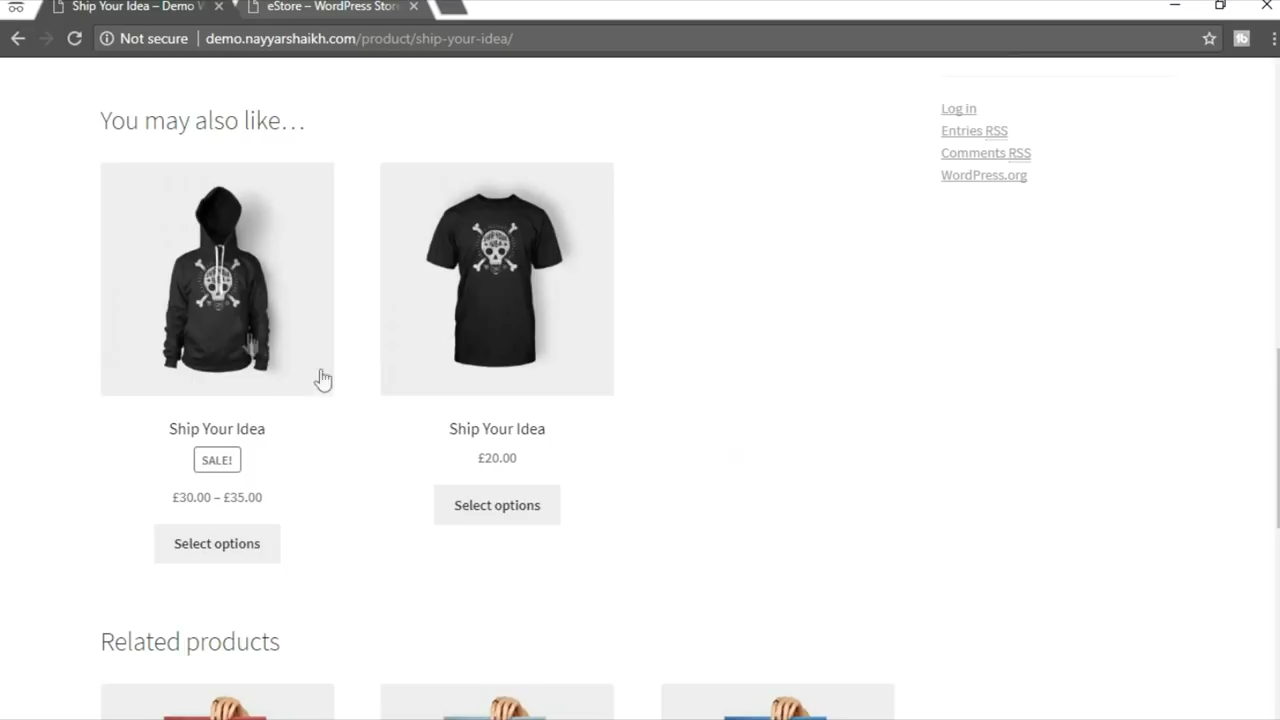 Ship Your Idea – Demo W
eStore – WordPress Stor
Not secure
demo.nayyarshaikh.com/product/ship-your-idea/
You may also like…
Log in
Entries RSS
Comments RSS
WordPress.org
Ship Your Idea
SALE!
£30.00 – £35.00
Select options
Ship Your Idea
£20.00
Select options
Related products